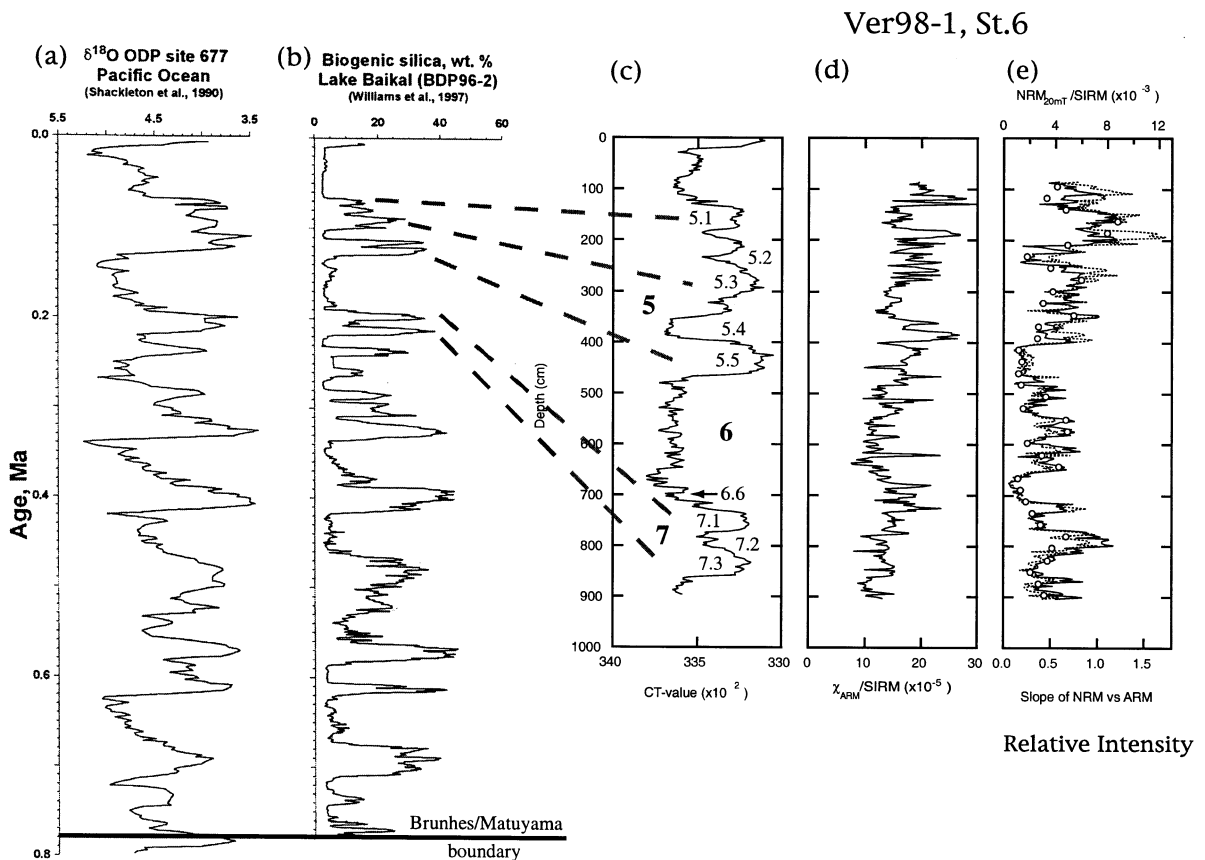 Ver98-1, St.6
(a) δ18O ODP site 677
Pacific Ocean
(Shackleton et al., 1990)
5.5 4.5 3.5
(b) Biogenic silica, wt. %
Lake Baikal (BDP96-2)
(Williams et al., 1997)
0 20 40 60
(c)
(d)
(e)
NRM20mT/SIRM (x10 -3)
0 4 8 12
Age, Ma
0.0
0.2
0.4
0.6
0.8
Depth (cm)
0
100
200
300
400
500
600
700
800
900
1000
5.1
5.2
5.3
5
5.4
5.5
6
6.6
7.1
7
7.2
7.3
340 335 330
CT-value (x10 2)
0 10 20 30
χARM/SIRM (x10-5)
0.0 0.5 1.0 1.5
Slope of NRM vs ARM
Relative Intensity
Brunhes/Matuyama
boundary